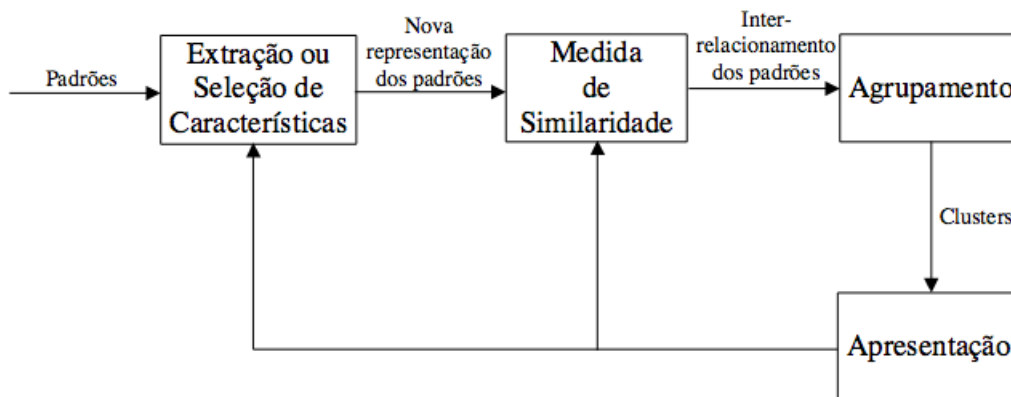 Padrões
Extração ou
Seleção de
Características
Nova
representação
dos padrões
Medida
de
Similaridade
Inter-
relacionamento
dos padrões
Agrupamento
Clusters
Apresentação